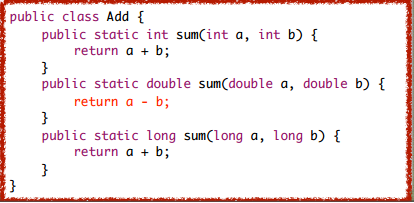 public class Add {
    public static int sum(int a, int b) {
        return a + b;
    }
    public static double sum(double a, double b) {
        return a - b;
    }
    public static long sum(long a, long b) {
        return a + b;
    }
}